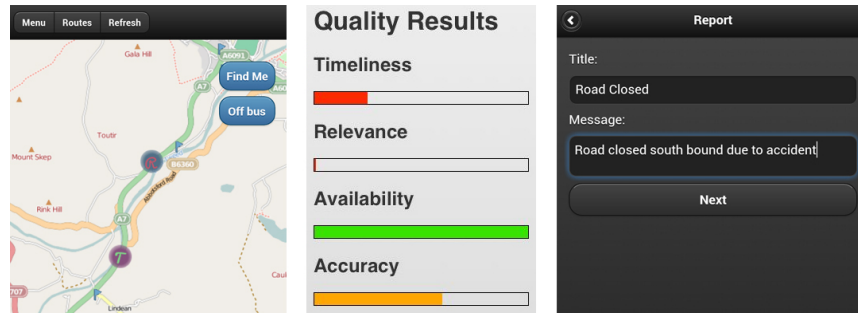 Menu Routes Refresh
Gala Hill
A6091
Find Me
A7
Off bus
Toutir
Mount Skep
R
B6360
Abbotsford Road
Rink Hill
A7
T
707
Lindean
Quality Results
Timeliness
Relevance
Availability
Accuracy
Report
Title:
Road Closed
Message:
Road closed south bound due to accident
Next